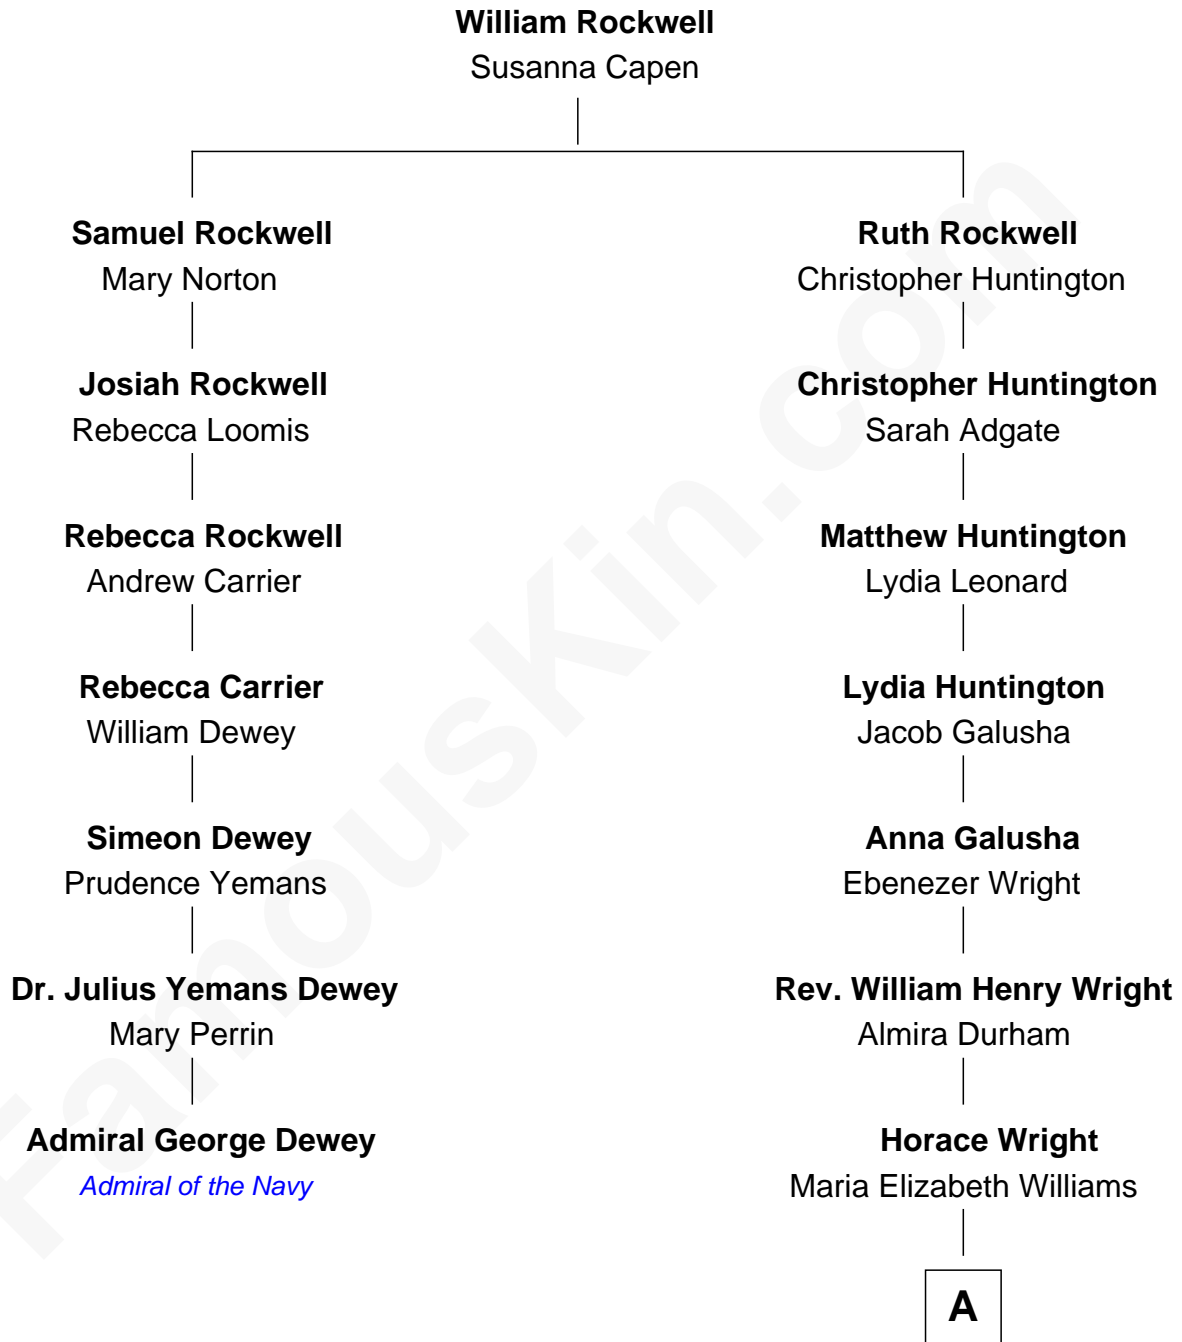 William Rockwell
Susanna Capen
Samuel Rockwell
Mary Norton
Ruth Rockwell
Christopher Huntington
Josiah Rockwell
Rebecca Loomis
Christopher Huntington
Sarah Adgate
Rebecca Rockwell
Andrew Carrier
Matthew Huntington
Lydia Leonard
Rebecca Carrier
William Dewey
Lydia Huntington
Jacob Galusha
Simeon Dewey
Prudence Yemans
Anna Galusha
Ebenezer Wright
Dr. Julius Yemans Dewey
Mary Perrin
Rev. William Henry Wright
Almira Durham
Admiral George Dewey
Admiral of the Navy
Horace Wright
Maria Elizabeth Williams
A
FamousKin.com